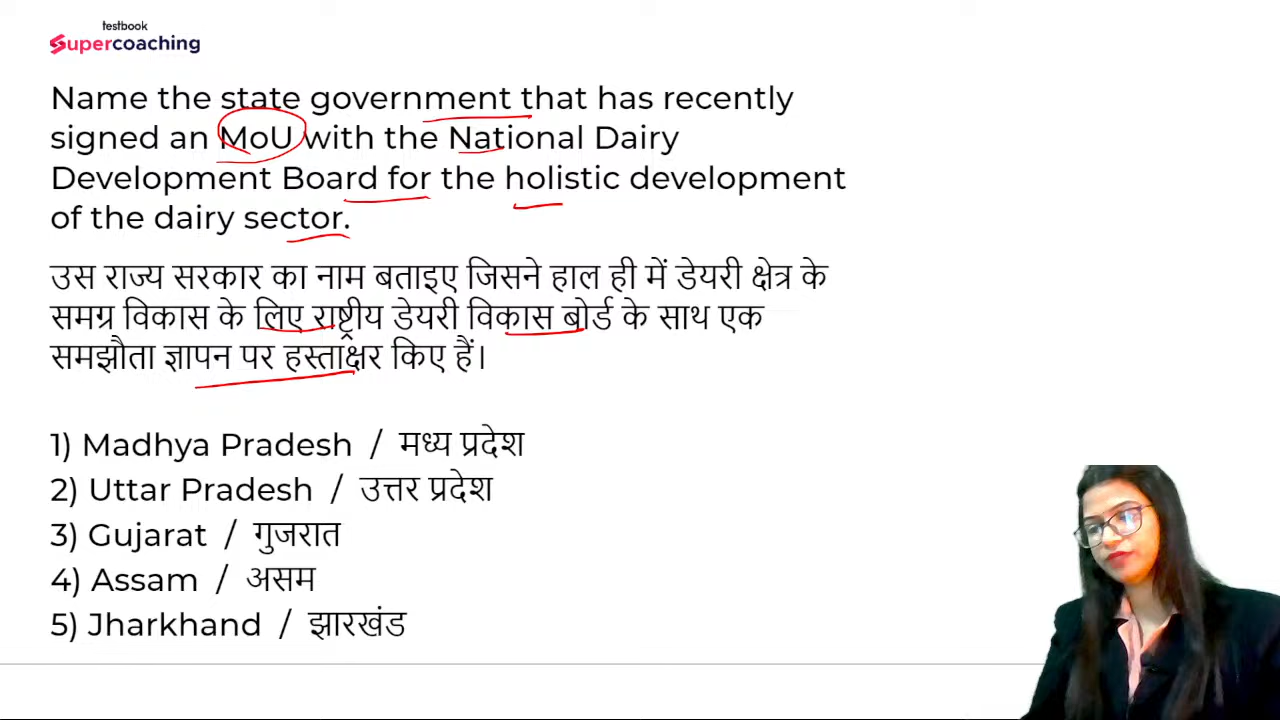 testbook
Supercoaching
Name the state government that has recently
signed an MoU with the National Dairy
Development Board for the holistic development
of the dairy sector.
उस राज्य सरकार का नाम बताइए जिसने हाल ही में डेयरी क्षेत्र के
समग्र विकास के लिए राष्ट्रीय डेयरी विकास बोर्ड के साथ एक
समझौता ज्ञापन पर हस्ताक्षर किए हैं।
1) Madhya Pradesh / मध्य प्रदेश
2) Uttar Pradesh / उत्तर प्रदेश
3) Gujarat / गुजरात
4) Assam / असम
5) Jharkhand / झारखंड